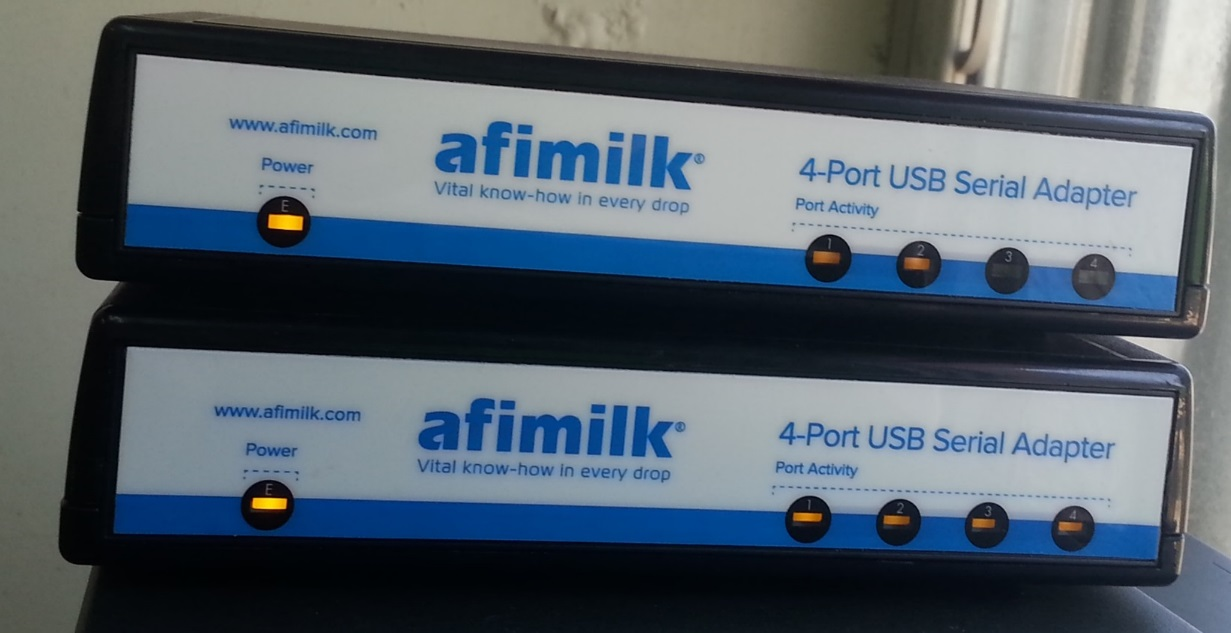 www.afimilk.com
Power
E
afimilk®
Vital know-how in every drop
4-Port USB Serial Adapter
Port Activity
1 2 3 4
www.afimilk.com
Power
E
afimilk®
Vital know-how in every drop
4-Port USB Serial Adapter
Port Activity
1 2 3 4